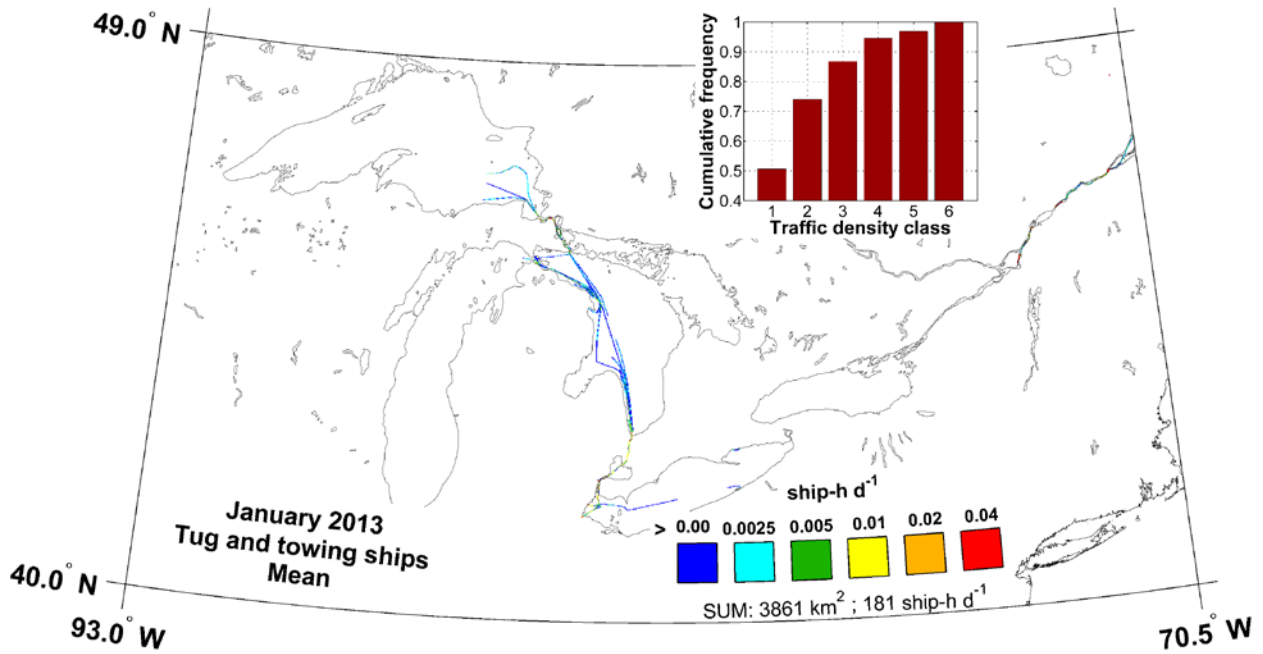 49.0° N
1
0.9
0.8
0.7
0.6
0.5
0.4
Cumulative frequency
1 2 3 4 5 6
Traffic density class
ship-h d⁻¹
> 0.00 0.0025 0.005 0.01 0.02 0.04
SUM: 3861 km² ; 181 ship-h d⁻¹
January 2013
Tug and towing ships
Mean
40.0° N
93.0° W
70.5° W